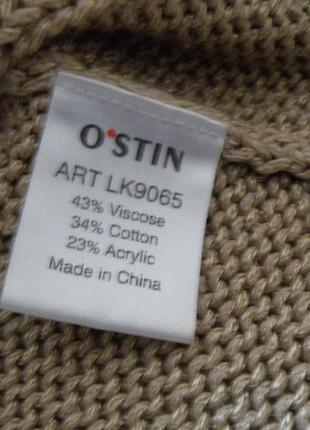 O'STIN
ART LK9065
43% Viscose
34% Cotton
23% Acrylic
Made in China